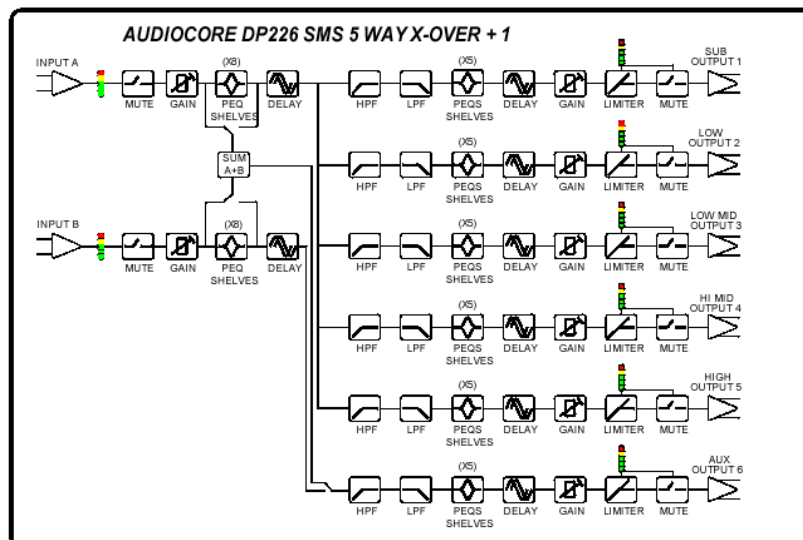 AUDIOCORE DP226 SMS 5 WAY X-OVER + 1
INPUT A
(X8)
(X5)
SUB
OUTPUT 1
MUTE GAIN PEQ DELAY HPF LPF PEQS DELAY GAIN LIMITER MUTE
SHELVES SHELVES
SUM
A+B
(X5)
LOW
OUTPUT 2
HPF LPF PEQS DELAY GAIN LIMITER MUTE
SHELVES
INPUT B
(X8)
(X5)
LOW MID
OUTPUT 3
MUTE GAIN PEQ DELAY HPF LPF PEQS DELAY GAIN LIMITER MUTE
SHELVES SHELVES
(X5)
HI MID
OUTPUT 4
HPF LPF PEQS DELAY GAIN LIMITER MUTE
SHELVES
(X5)
HIGH
OUTPUT 5
HPF LPF PEQS DELAY GAIN LIMITER MUTE
SHELVES
(X5)
AUX
OUTPUT 6
HPF LPF PEQS DELAY GAIN LIMITER MUTE
SHELVES